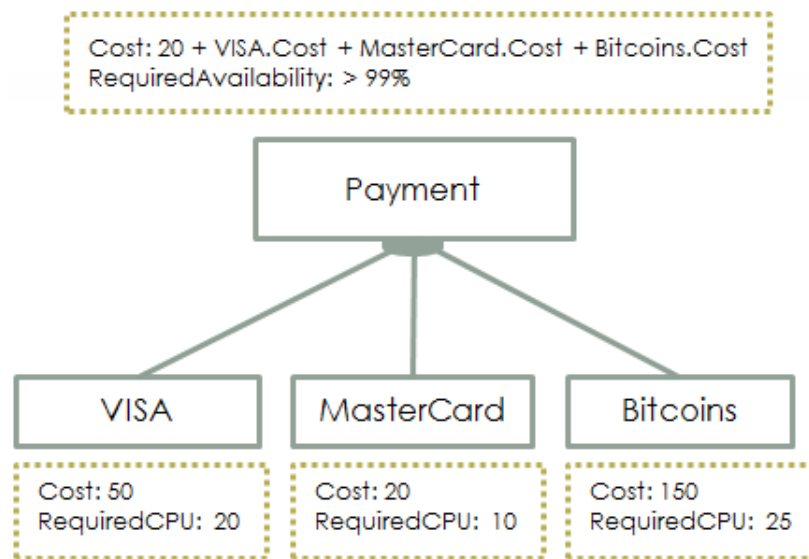 Cost: 20 + VISA.Cost + MasterCard.Cost + Bitcoins.Cost
RequiredAvailability: > 99%
Payment
VISA
MasterCard
Bitcoins
Cost: 50
RequiredCPU: 20
Cost: 20
RequiredCPU: 10
Cost: 150
RequiredCPU: 25